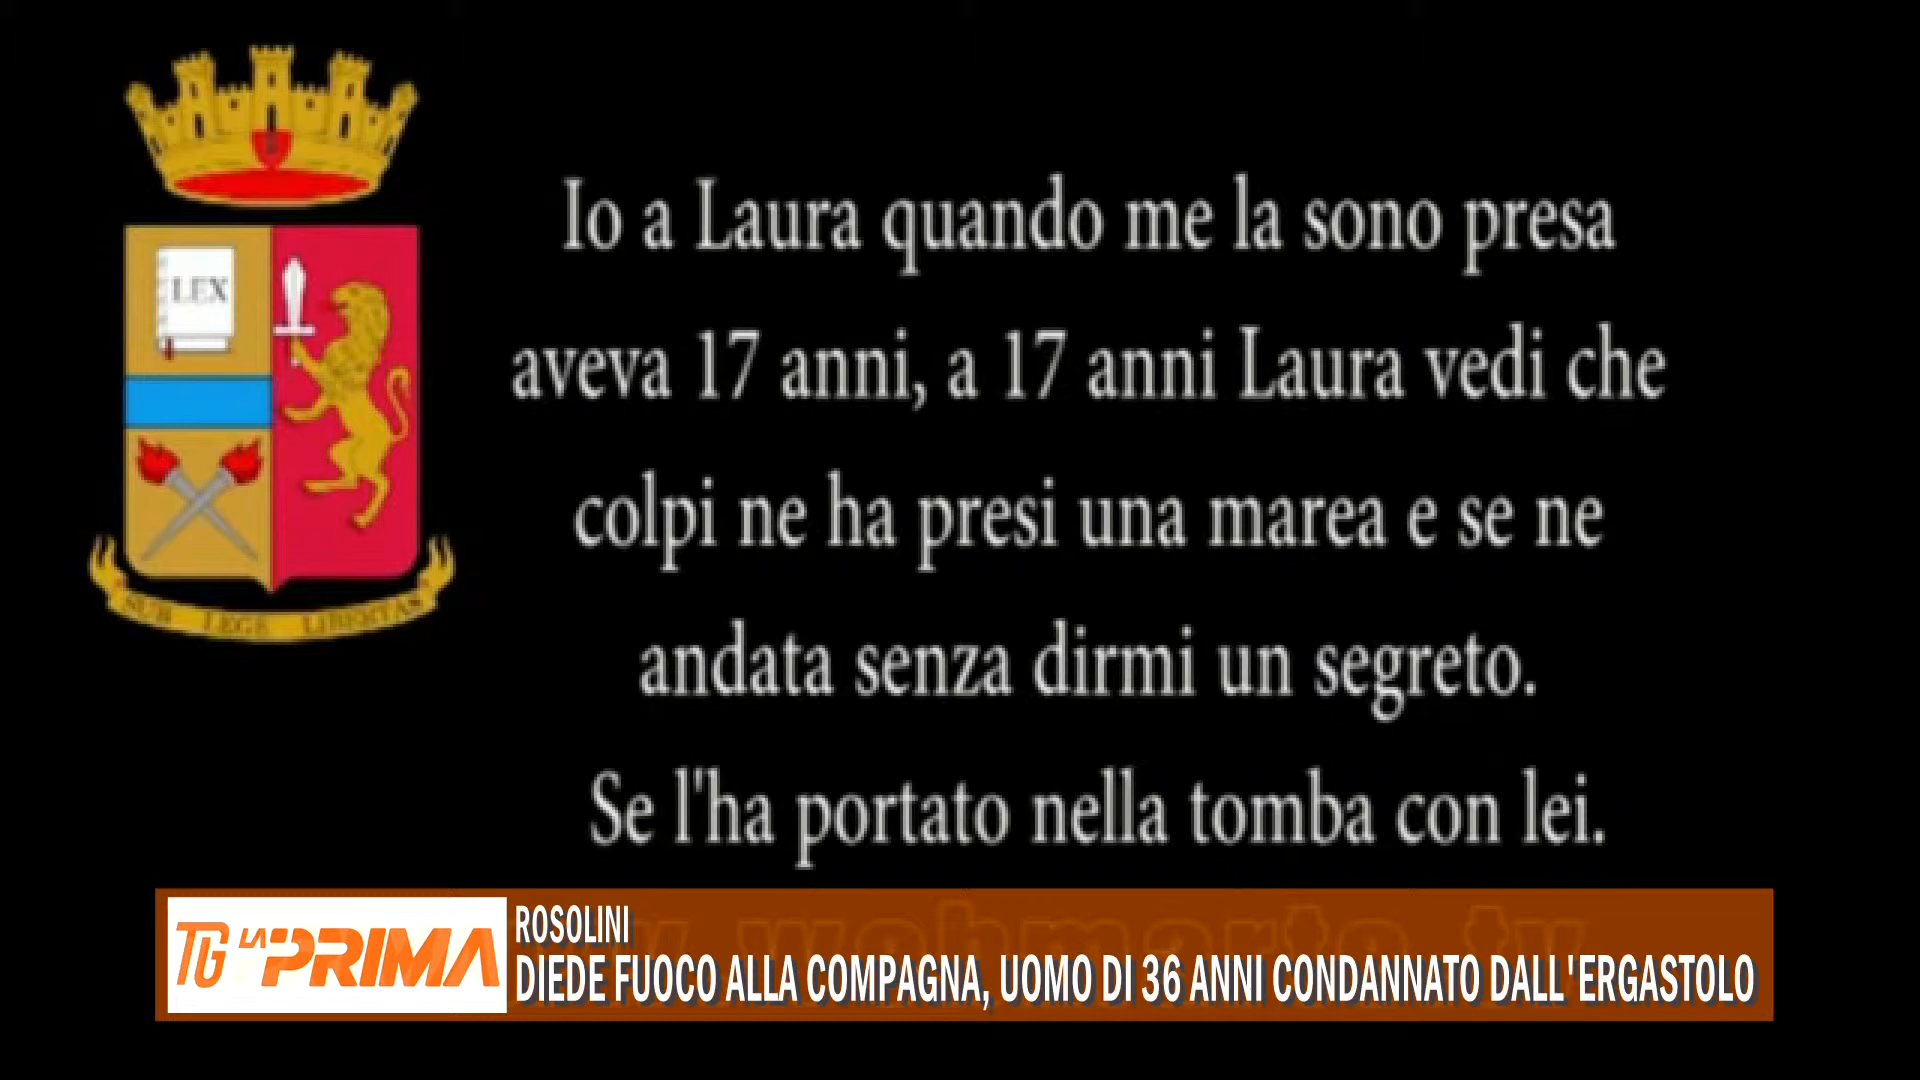 Io a Laura quando me la sono presa
aveva 17 anni, a 17 anni Laura vedi che
colpi ne ha presi una marea e se ne
andata senza dirmi un segreto.
Se l'ha portato nella tomba con lei.
LEX
SUB LEGE LIBERTAS
TG LA PRIMA
ROSOLINI
DIEDE FUOCO ALLA COMPAGNA, UOMO DI 36 ANNI CONDANNATO DALL'ERGASTOLO